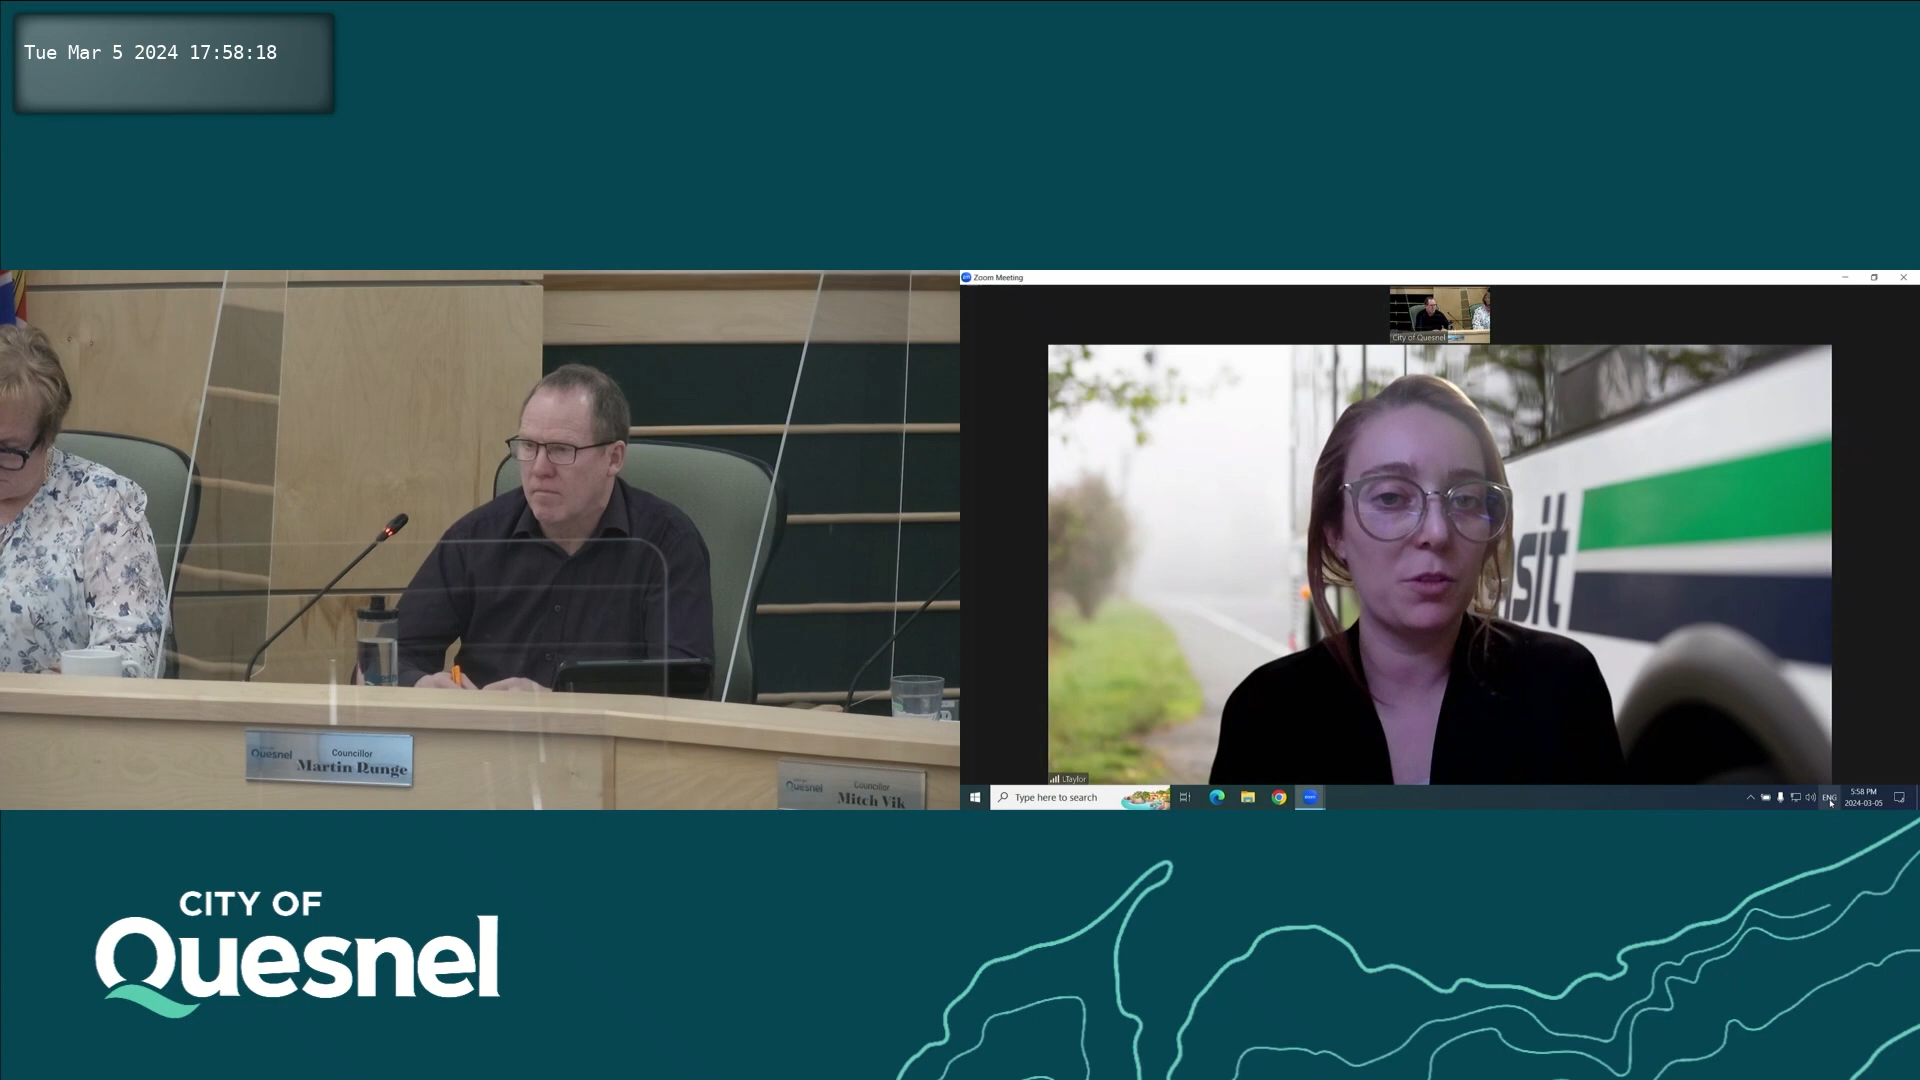 Tue Mar 5 2024 17:58:18
Zoom Meeting
City of Quesnel
sit
LTaylor
Quesnel
Councillor
Martin Runge
Quesnel
Councillor
Mitch Vik
Type here to search
ENG
5:58 PM
2024-03-05
CITY OF
Quesnel